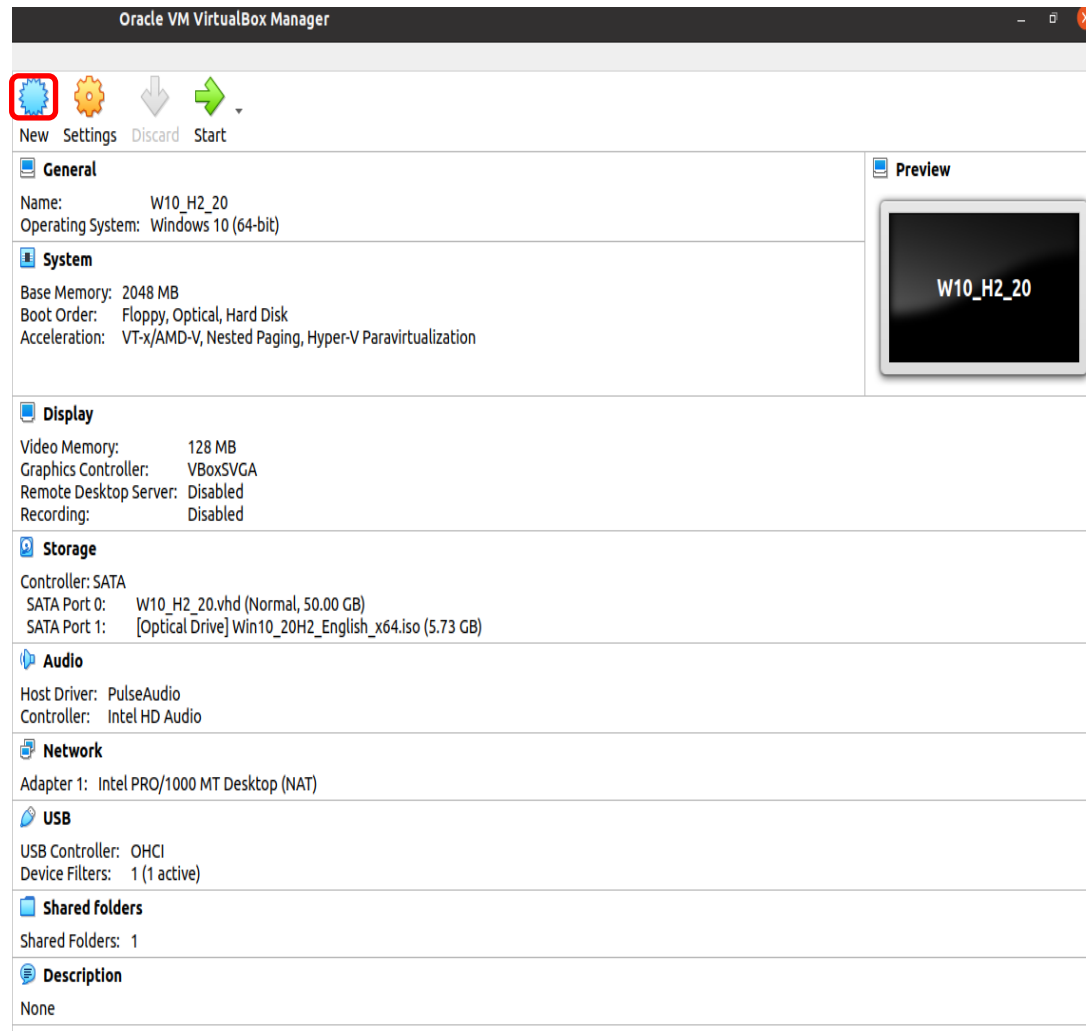 Oracle VM VirtualBox Manager
New Settings Discard Start
General
Name: W10_H2_20
Operating System: Windows 10 (64-bit)
Preview
W10_H2_20
System
Base Memory: 2048 MB
Boot Order: Floppy, Optical, Hard Disk
Acceleration: VT-x/AMD-V, Nested Paging, Hyper-V Paravirtualization
Display
Video Memory: 128 MB
Graphics Controller: VBoxSVGA
Remote Desktop Server: Disabled
Recording: Disabled
Storage
Controller: SATA
SATA Port 0: W10_H2_20.vhd (Normal, 50.00 GB)
SATA Port 1: [Optical Drive] Win10_20H2_English_x64.iso (5.73 GB)
Audio
Host Driver: PulseAudio
Controller: Intel HD Audio
Network
Adapter 1: Intel PRO/1000 MT Desktop (NAT)
USB
USB Controller: OHCI
Device Filters: 1 (1 active)
Shared folders
Shared Folders: 1
Description
None